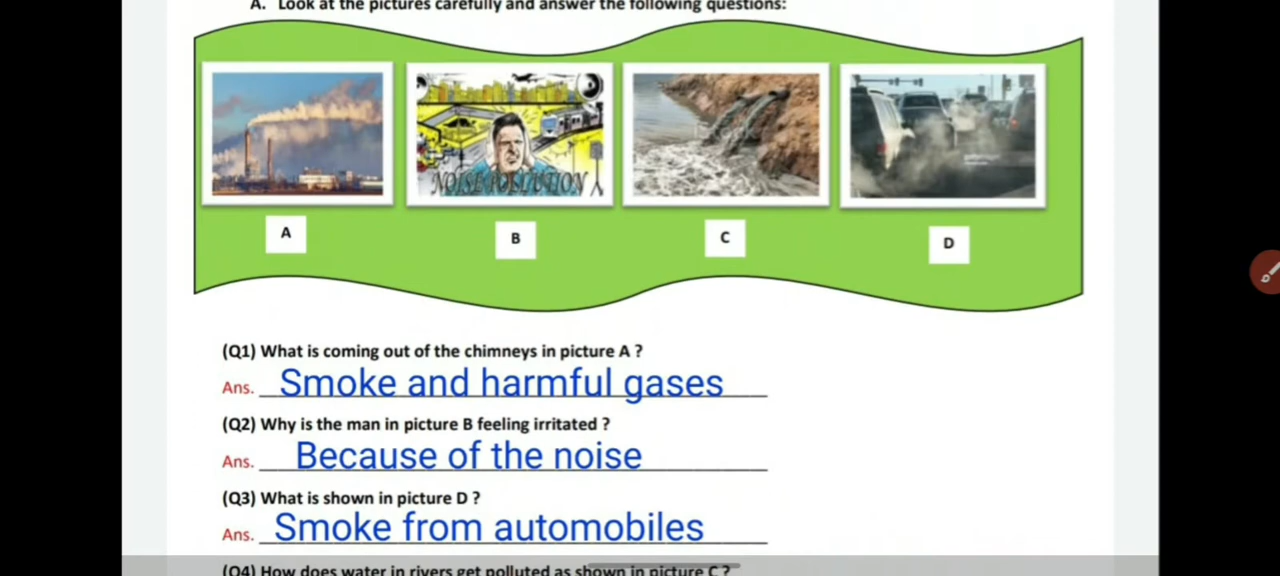 A. Look at the pictures carefully and answer the following questions:
NOISE POLLUTION
A
B
C
D
(Q1) What is coming out of the chimneys in picture A ?
Ans. Smoke and harmful gases
(Q2) Why is the man in picture B feeling irritated ?
Ans. Because of the noise
(Q3) What is shown in picture D ?
Ans. Smoke from automobiles
(Q4) How does water in rivers get polluted as shown in picture C ?